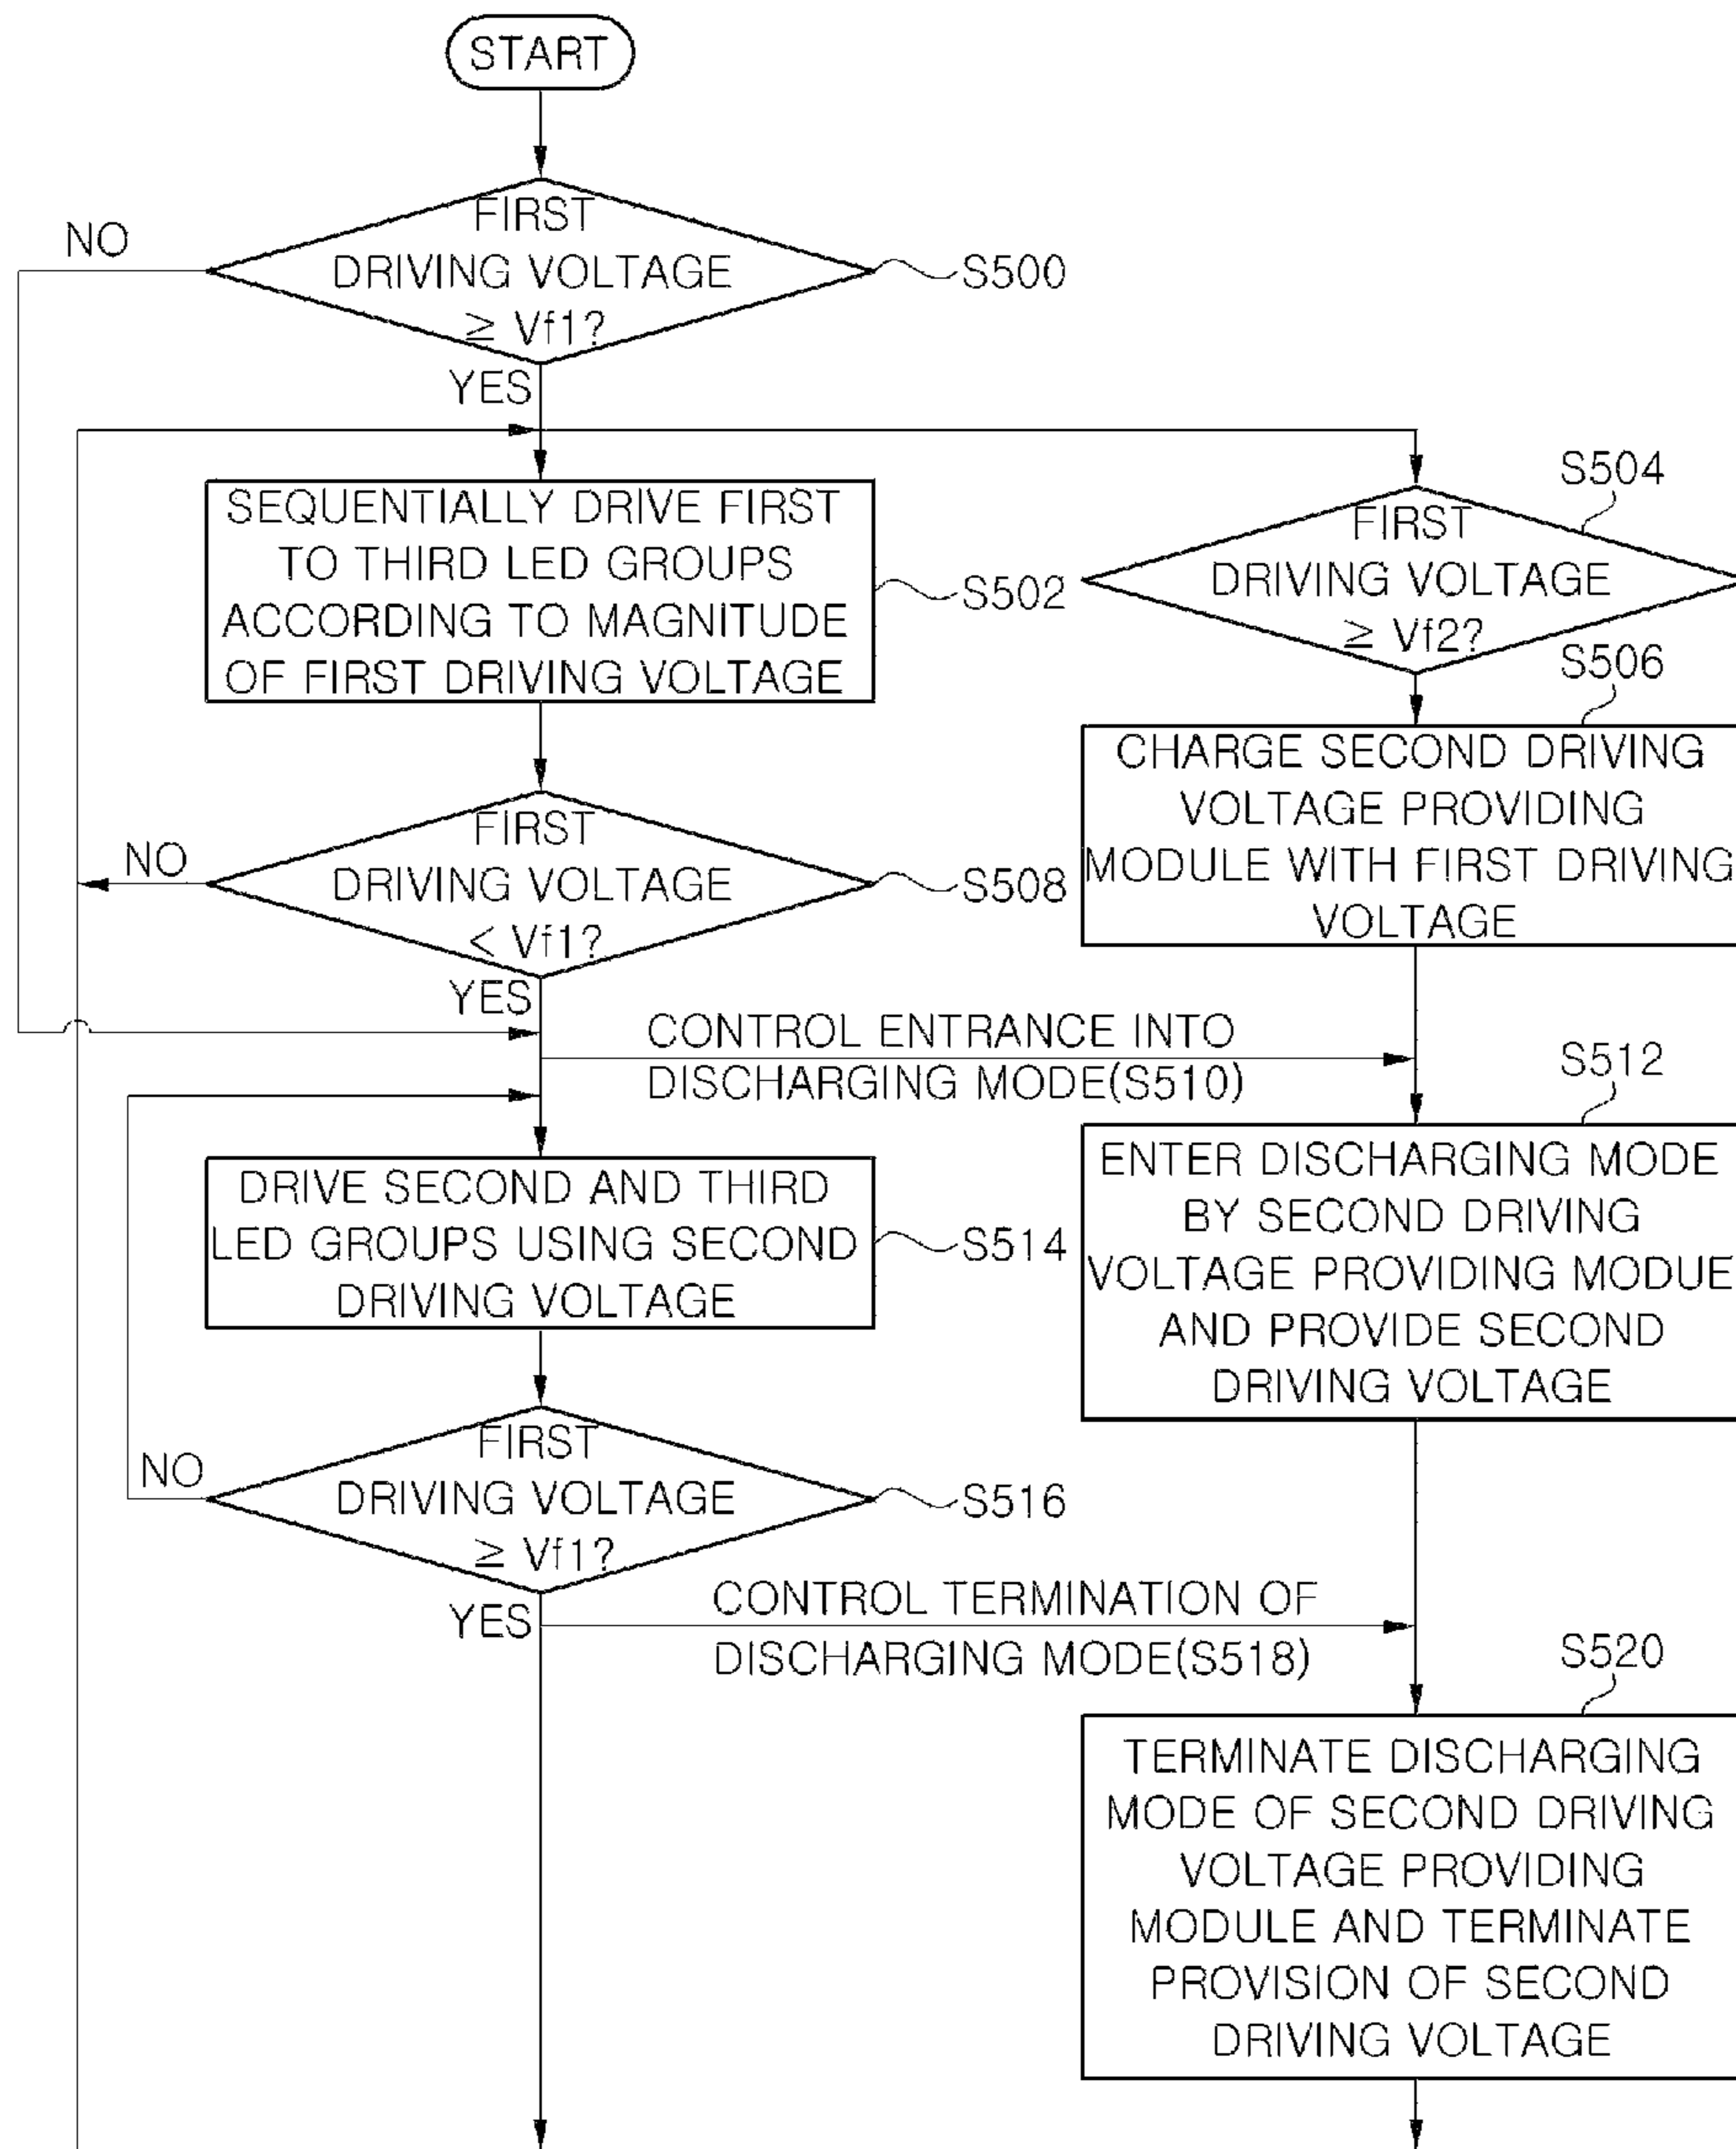 START
FIRST
DRIVING VOLTAGE
≥ Vf1?
NO
S500
YES
SEQUENTIALLY DRIVE FIRST
TO THIRD LED GROUPS
ACCORDING TO MAGNITUDE
OF FIRST DRIVING VOLTAGE
S502
S504
FIRST
DRIVING VOLTAGE
≥ Vf2?
S506
CHARGE SECOND DRIVING
VOLTAGE PROVIDING
MODULE WITH FIRST DRIVING
VOLTAGE
FIRST
DRIVING VOLTAGE
< Vf1?
NO
S508
YES
CONTROL ENTRANCE INTO
DISCHARGING MODE(S510)
S512
ENTER DISCHARGING MODE
BY SECOND DRIVING
VOLTAGE PROVIDING MODUE
AND PROVIDE SECOND
DRIVING VOLTAGE
DRIVE SECOND AND THIRD
LED GROUPS USING SECOND
DRIVING VOLTAGE
S514
FIRST
DRIVING VOLTAGE
≥ Vf1?
NO
S516
YES
CONTROL TERMINATION OF
DISCHARGING MODE(S518)
S520
TERMINATE DISCHARGING
MODE OF SECOND DRIVING
VOLTAGE PROVIDING
MODULE AND TERMINATE
PROVISION OF SECOND
DRIVING VOLTAGE